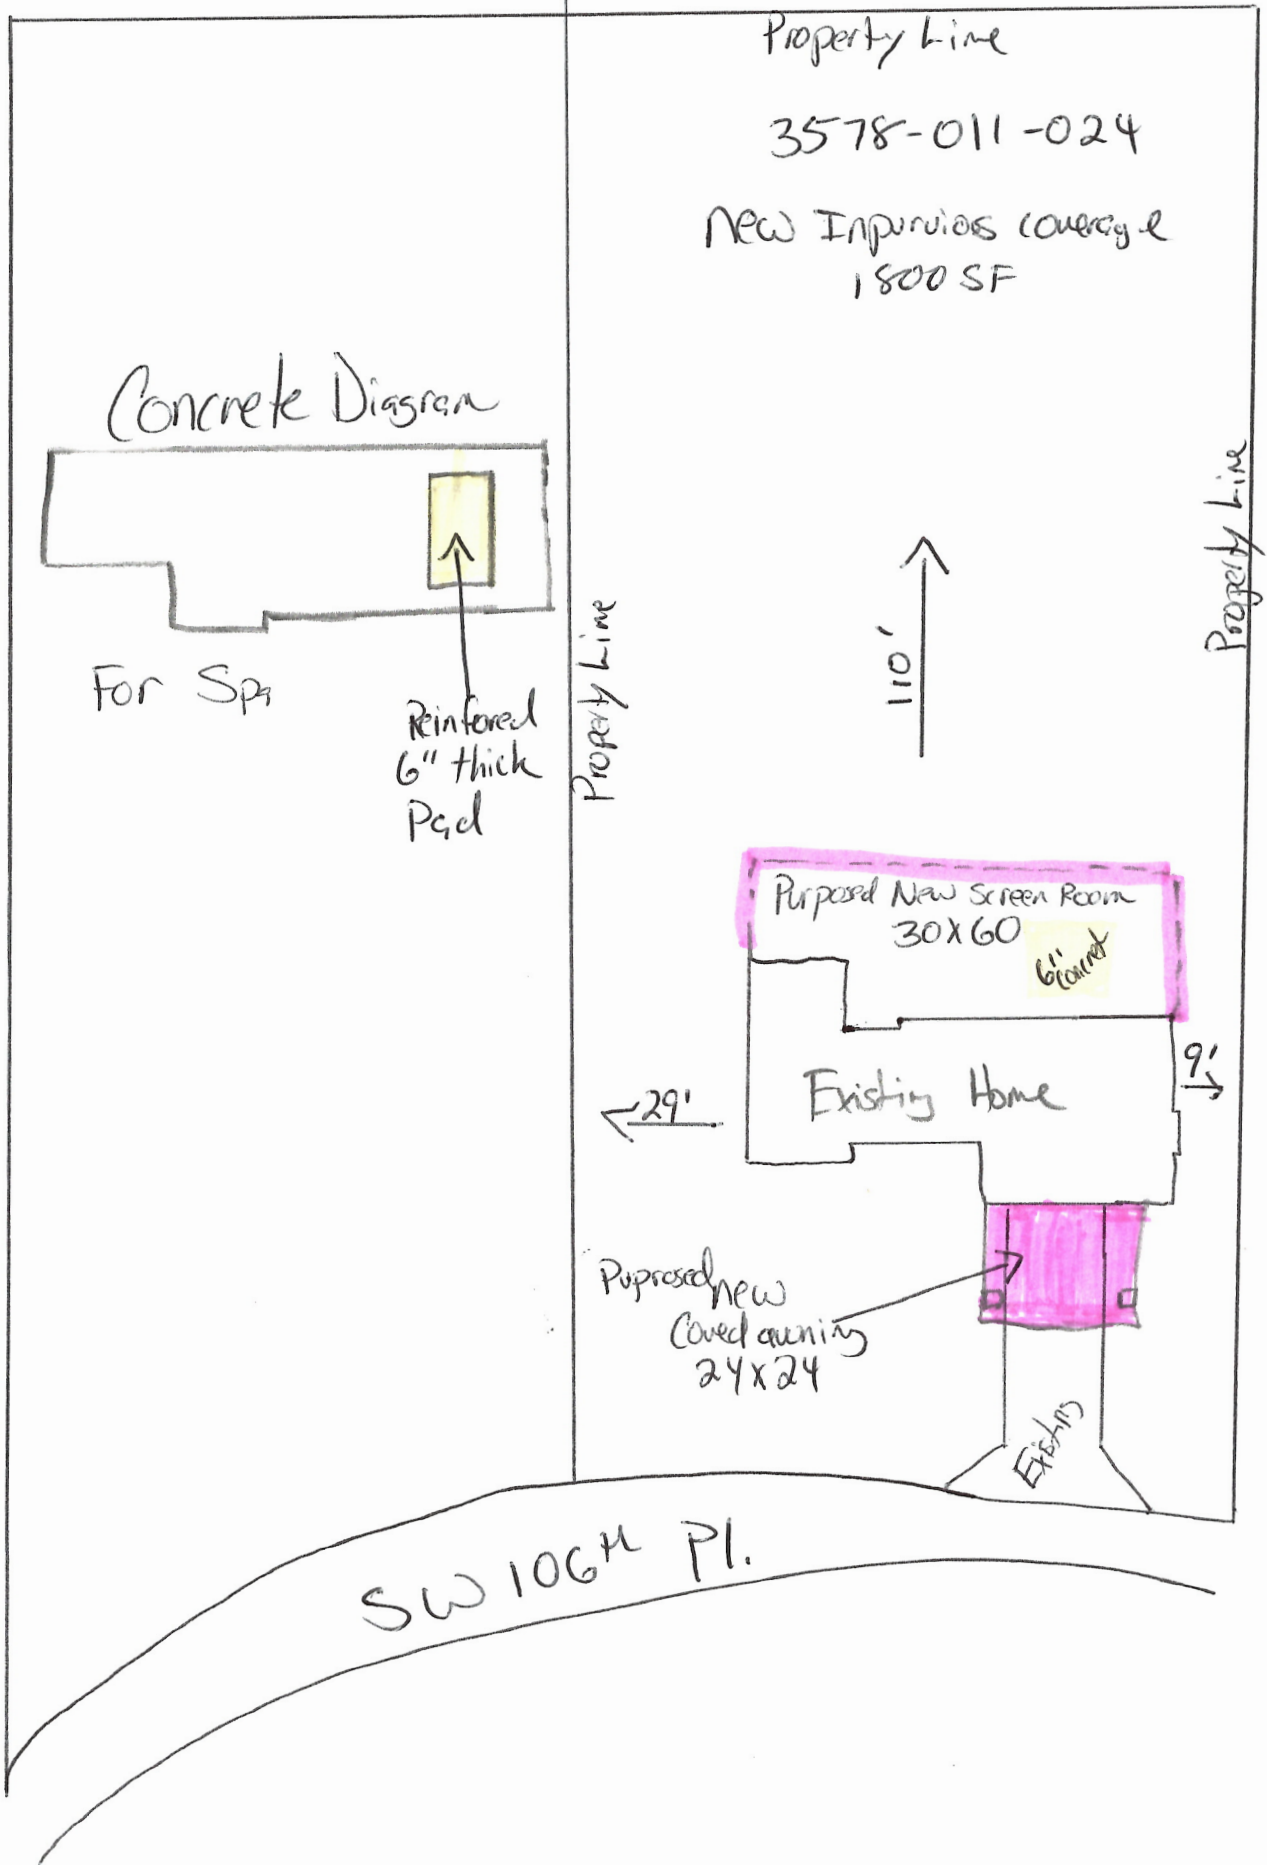 Property Line
3578-011-024
New Inpurvios coverage
1800 SF
Concrete Diagram
For Spa
Reinfored
6" thick
Pad
Property Line
Property Line
110'
Purposed New Screen Room
30X60
6" concret
29'
Existing Home
9'
Puprosed new
Coved awning
24x24
Existing
SW 106th Pl.